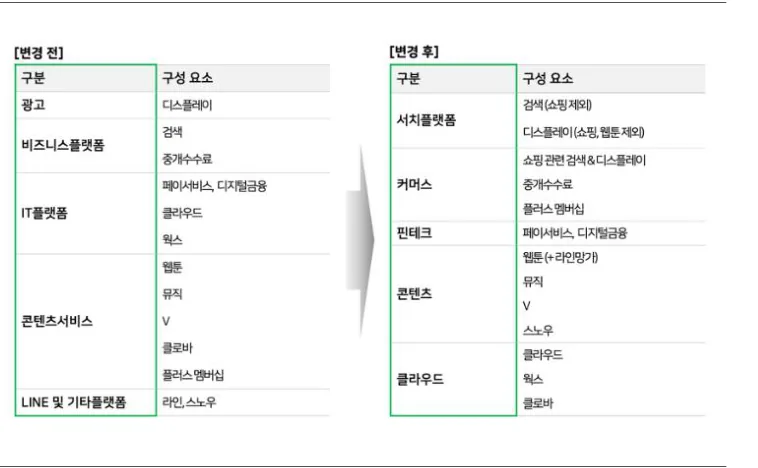 [변경 전]
구분 구성 요소
광고 디스플레이
비즈니스플랫폼 검색
중개수수료
IT플랫폼 페이서비스, 디지털금융
클라우드
웍스
콘텐츠서비스 웹툰
뮤직
V
클로바
플러스 멤버십
LINE 및 기타플랫폼 라인, 스노우
[변경 후]
구분 구성 요소
서치플랫폼 검색 (쇼핑 제외)
디스플레이 (쇼핑, 웹툰 제외)
커머스 쇼핑 관련 검색 & 디스플레이
중개수수료
플러스 멤버십
핀테크 페이서비스, 디지털금융
콘텐츠 웹툰 (+ 라인망가)
뮤직
V
스노우
클라우드 클라우드
웍스
클로바